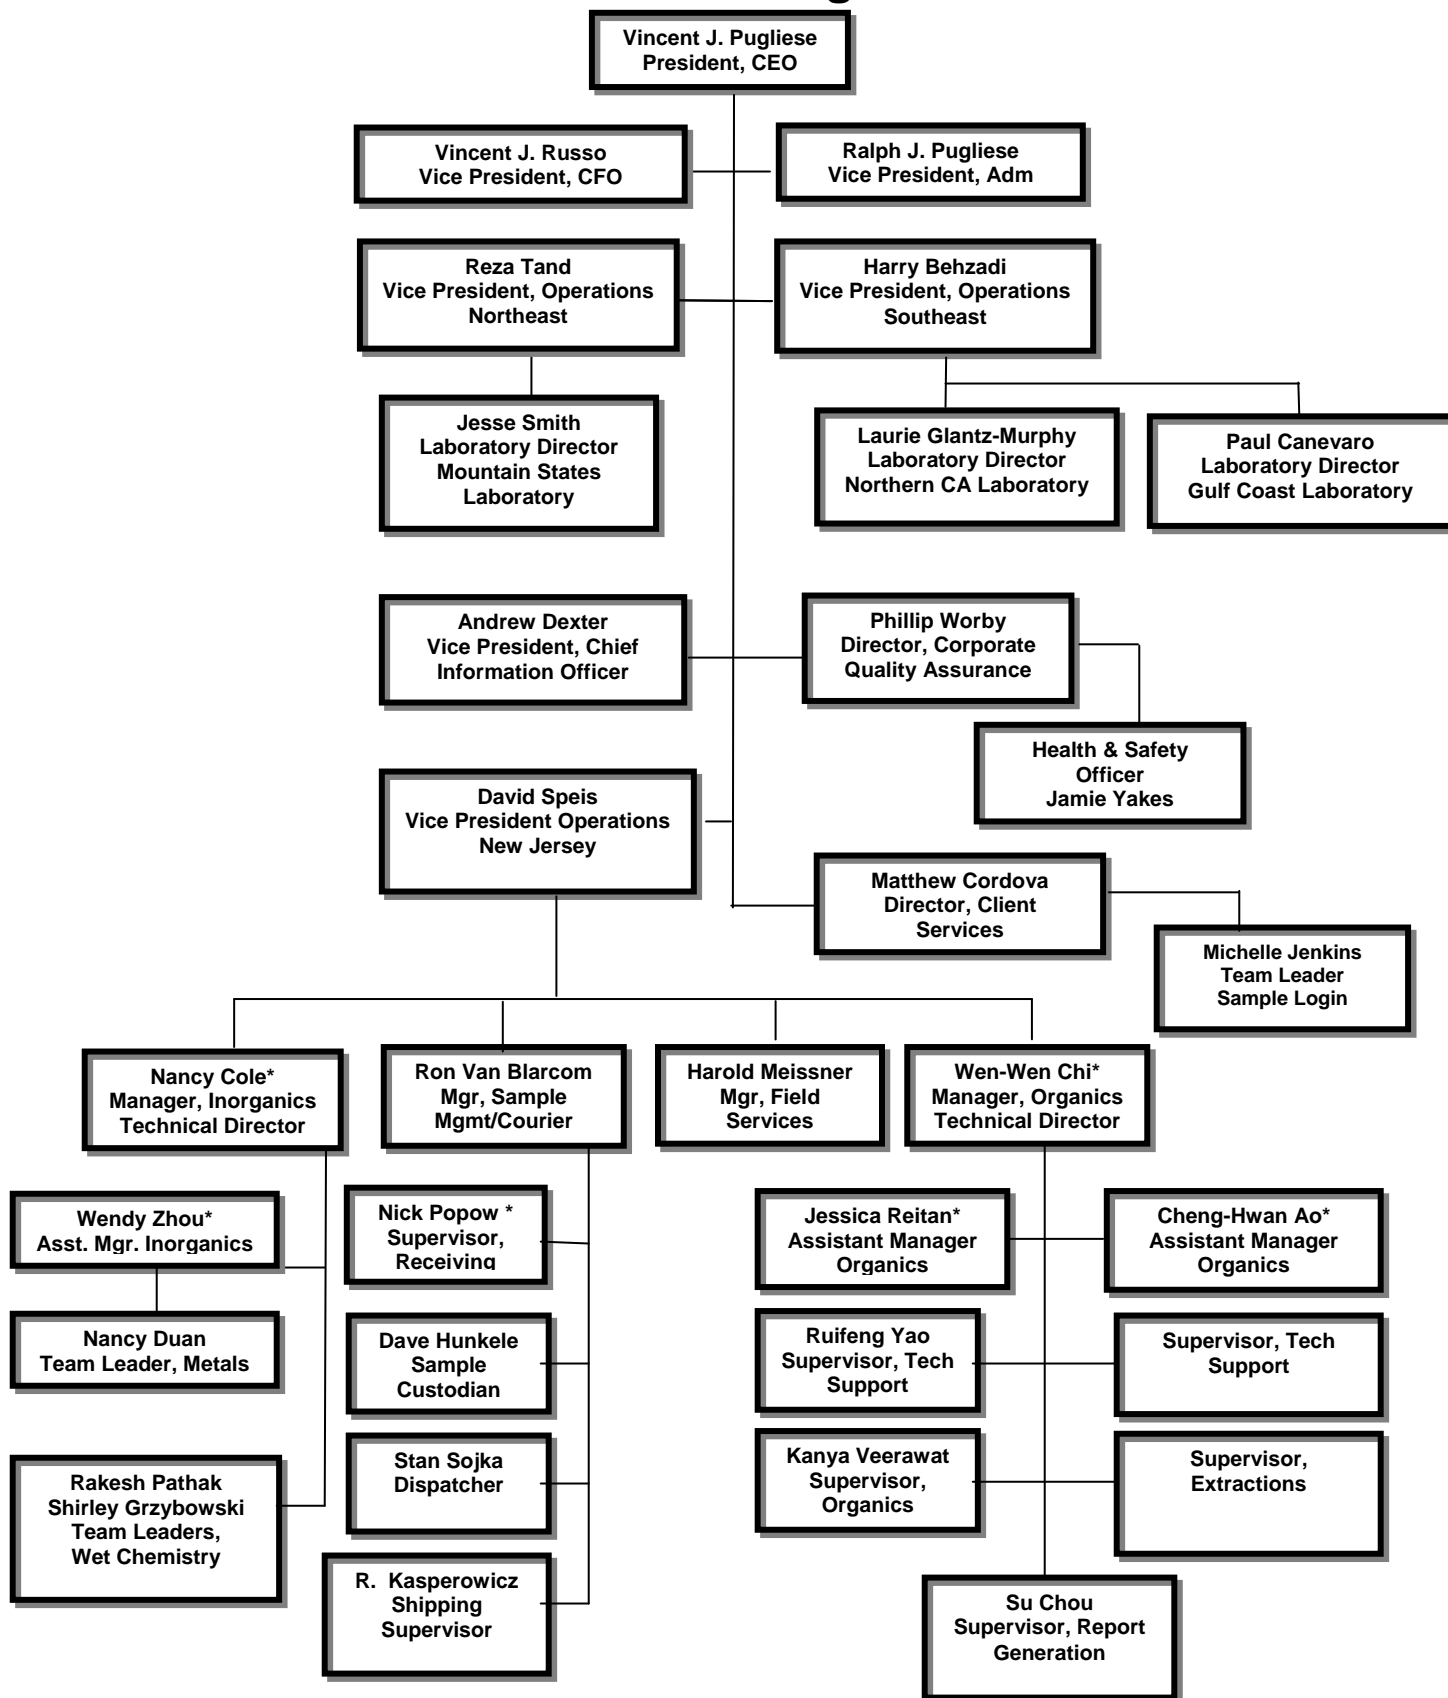 Vincent J. Pugliese
President, CEO
Vincent J. Russo
Vice President, CFO
Ralph J. Pugliese
Vice President, Adm
Reza Tand
Vice President, Operations
Northeast
Harry Behzadi
Vice President, Operations
Southeast
Jesse Smith
Laboratory Director
Mountain States
Laboratory
Laurie Glantz-Murphy
Laboratory Director
Northern CA Laboratory
Paul Canevaro
Laboratory Director
Gulf Coast Laboratory
Andrew Dexter
Vice President, Chief
Information Officer
Phillip Worby
Director, Corporate
Quality Assurance
Health & Safety
Officer
Jamie Yakes
David Speis
Vice President Operations
New Jersey
Matthew Cordova
Director, Client
Services
Michelle Jenkins
Team Leader
Sample Login
Nancy Cole*
Manager, Inorganics
Technical Director
Ron Van Blarcom
Mgr, Sample
Mgmt/Courier
Harold Meissner
Mgr, Field
Services
Wen-Wen Chi*
Manager, Organics
Technical Director
Wendy Zhou*
Asst. Mgr. Inorganics
Nancy Duan
Team Leader, Metals
Rakesh Pathak
Shirley Grzybowski
Team Leaders,
Wet Chemistry
Nick Popow *
Supervisor,
Receiving
Dave Hunkele
Sample
Custodian
Stan Sojka
Dispatcher
R. Kasperowicz
Shipping
Supervisor
Jessica Reitan*
Assistant Manager
Organics
Cheng-Hwan Ao*
Assistant Manager
Organics
Ruifeng Yao
Supervisor, Tech
Support
Supervisor, Tech
Support
Kanya Veerawat
Supervisor,
Organics
Supervisor,
Extractions
Su Chou
Supervisor, Report
Generation